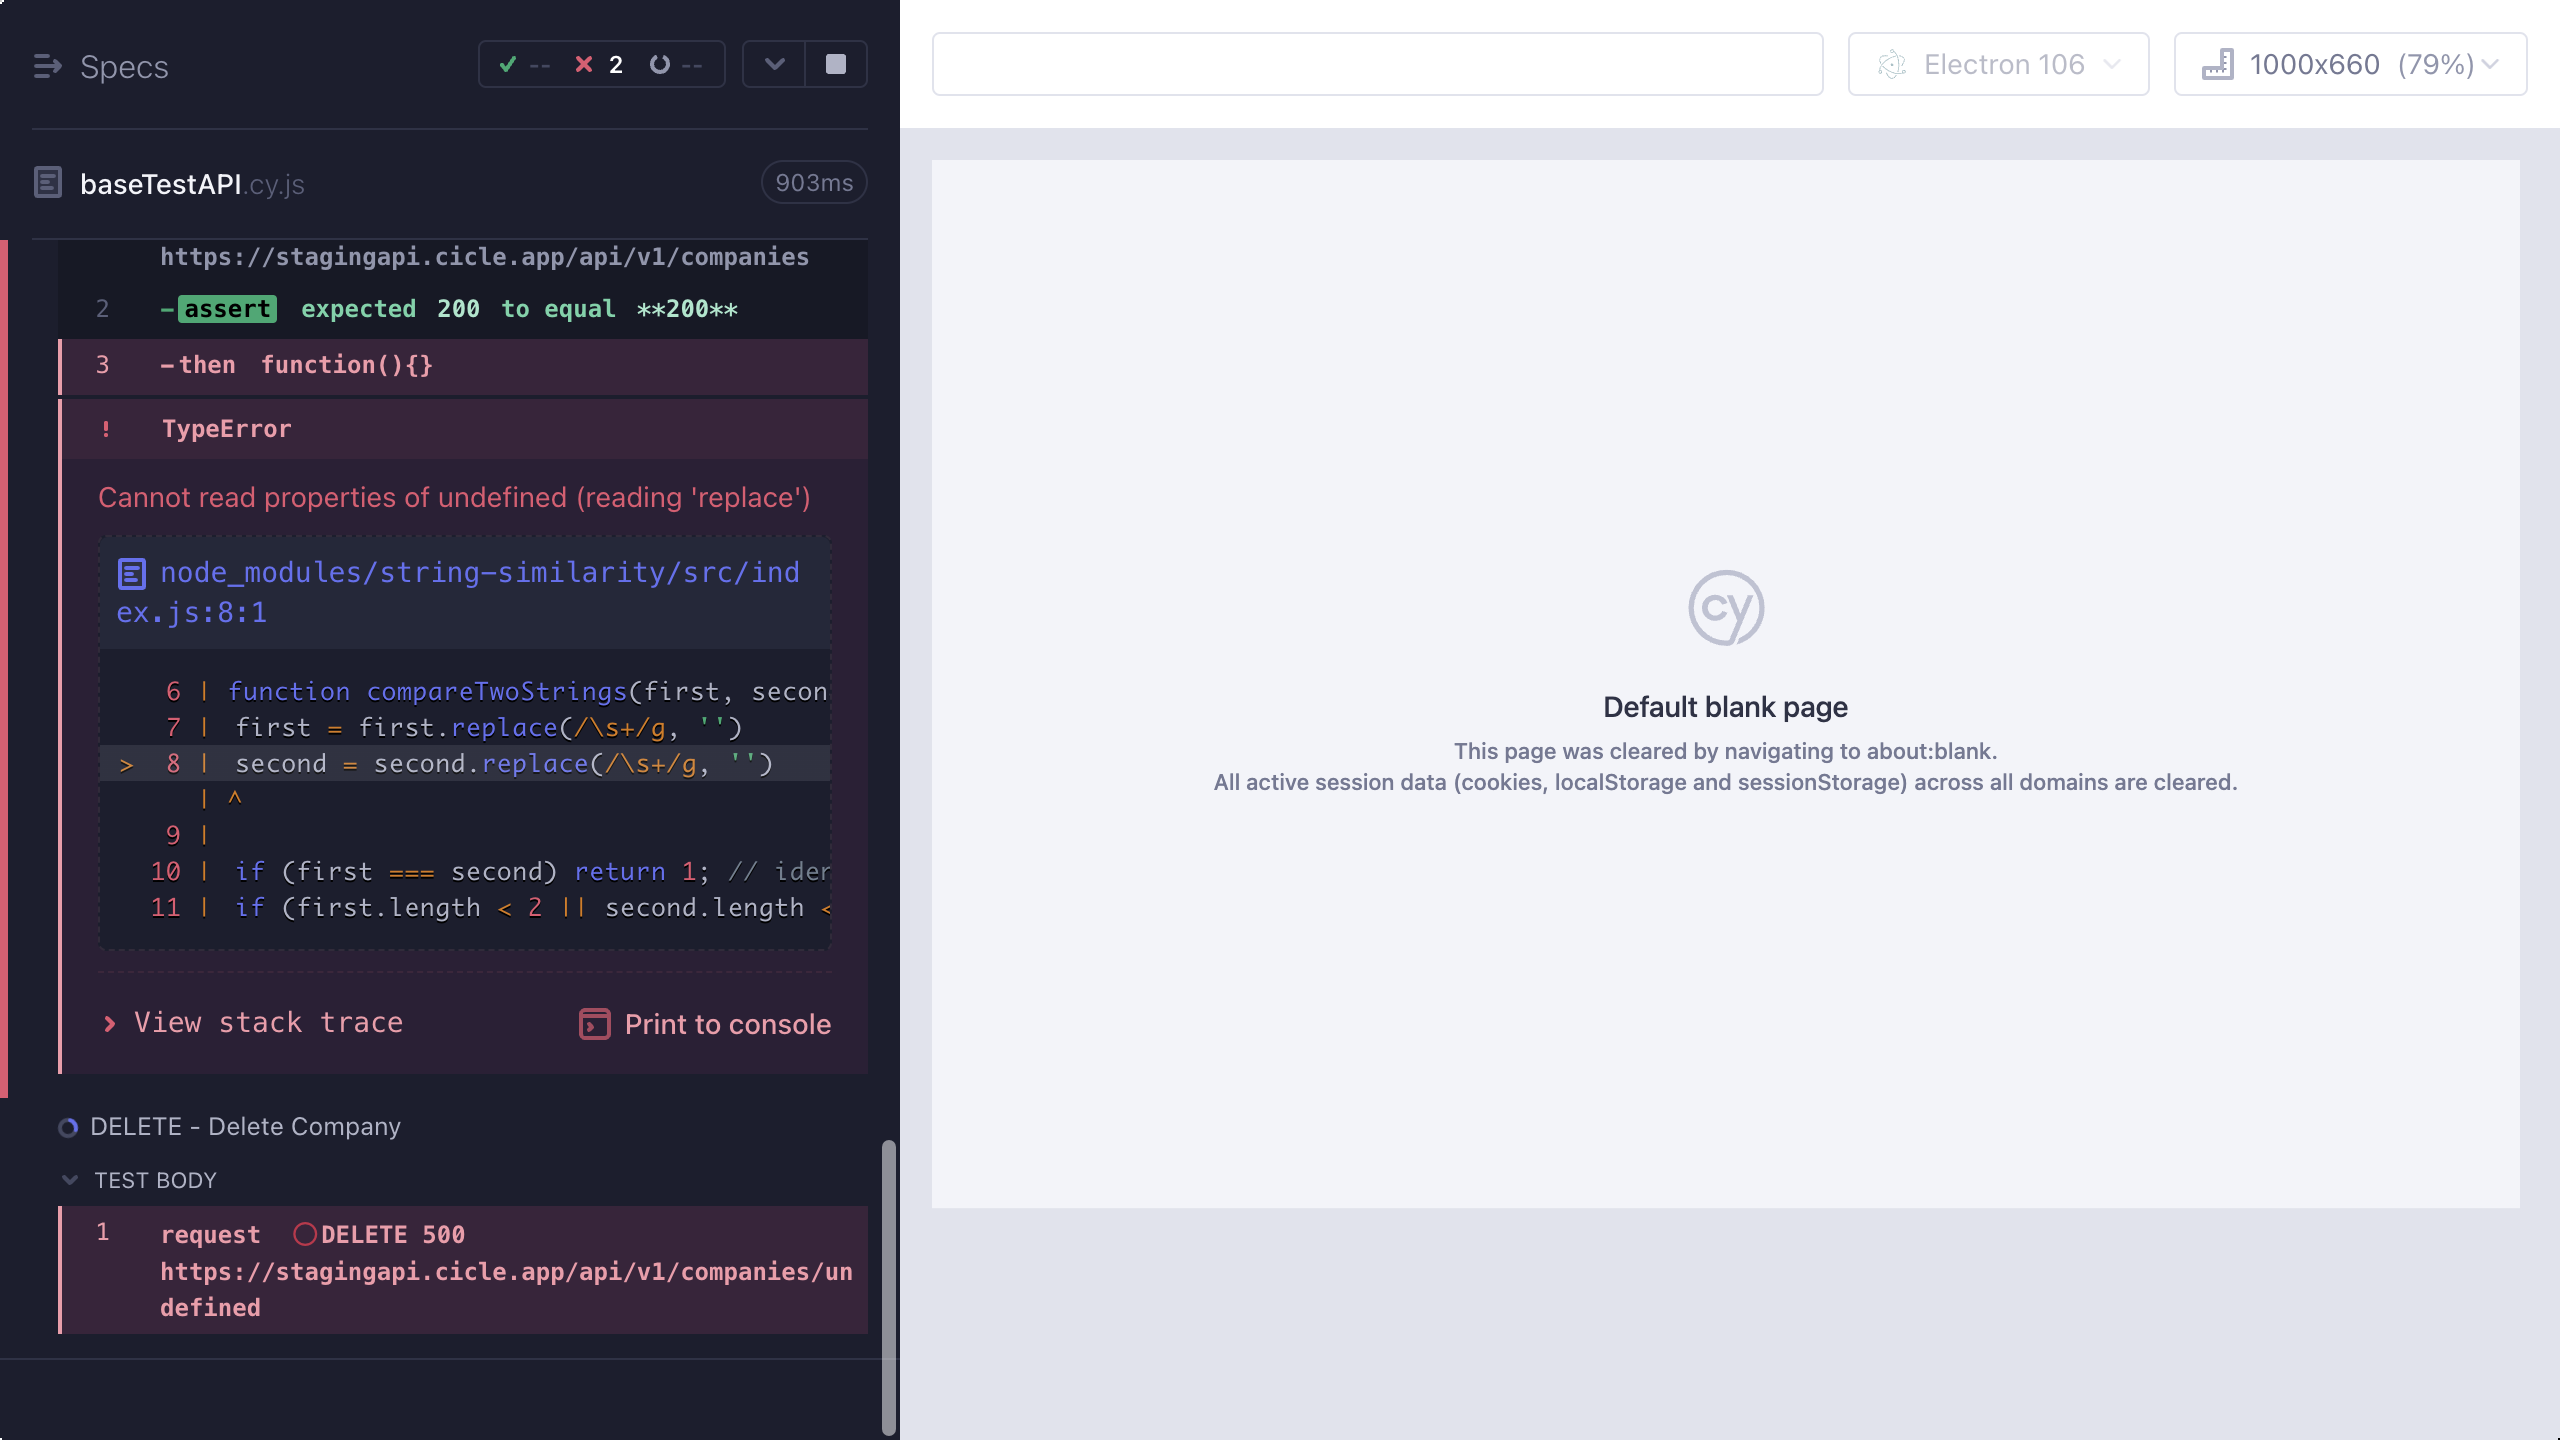 Specs
-- 2 --
baseTestAPI.cy.js 903ms
https://stagingapi.cicle.app/api/v1/companies
2 -assert expected 200 to equal **200**
3 -then function(){}
! TypeError
Cannot read properties of undefined (reading 'replace')
node_modules/string-similarity/src/ind
ex.js:8:1
6 | function compareTwoStrings(first, secon
7 | first = first.replace(/\s+/g, '')
> 8 | second = second.replace(/\s+/g, '')
| ^
9 |
10 | if (first === second) return 1; // iden
11 | if (first.length < 2 || second.length <
View stack trace
Print to console
DELETE - Delete Company
TEST BODY
1 request DELETE 500
https://stagingapi.cicle.app/api/v1/companies/un
defined
Electron 106
1000x660 (79%)
cy
Default blank page
This page was cleared by navigating to about:blank.
All active session data (cookies, localStorage and sessionStorage) across all domains are cleared.